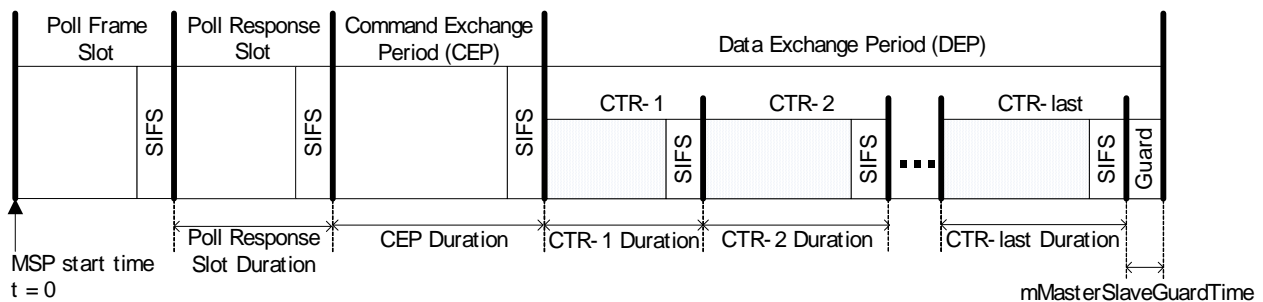 Poll Frame
Slot
Poll Response
Slot
Command Exchange
Period (CEP)
Data Exchange Period (DEP)
SIFS
SIFS
SIFS
CTR-1
SIFS
CTR-2
SIFS
CTR-last
SIFS
Guard
Poll Response
Slot Duration
CEP Duration
CTR-1 Duration
CTR-2 Duration
CTR-last Duration
MSP start time
t = 0
mMasterSlaveGuardTime